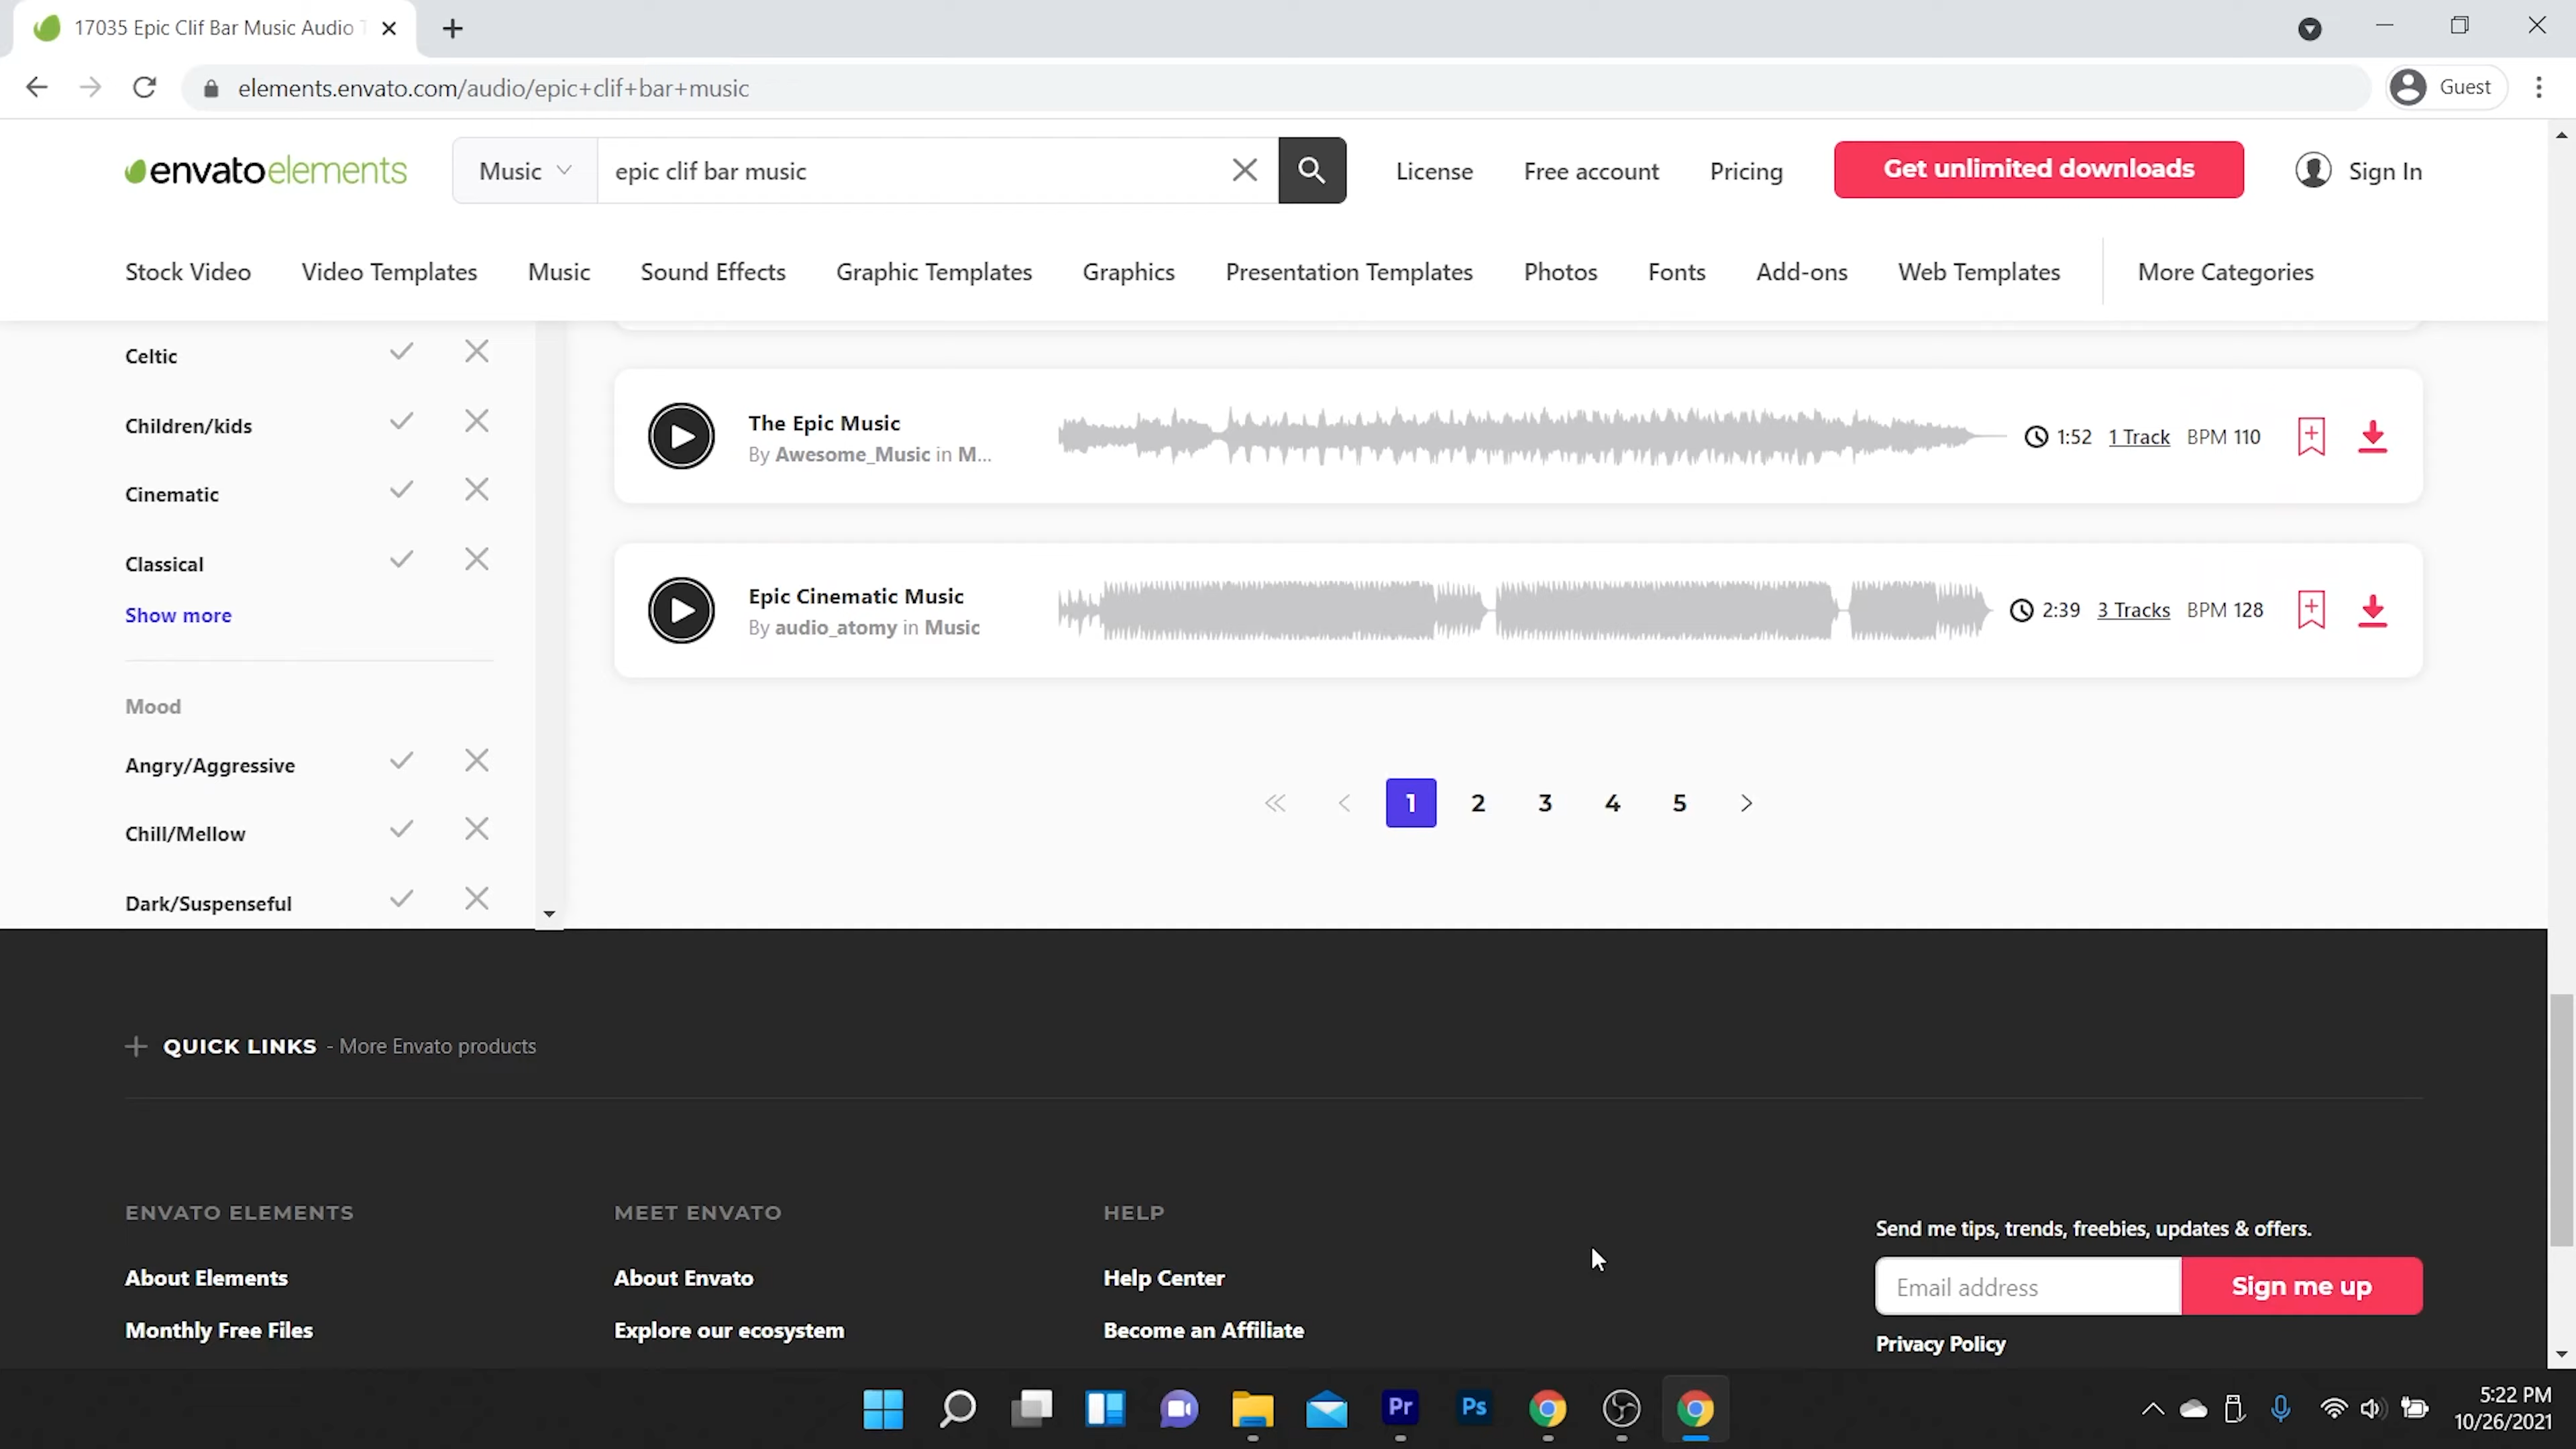 17035 Epic Clif Bar Music Audio
elements.envato.com/audio/epic+clif+bar+music
Guest
envatoelements
Music
epic clif bar music
License
Free account
Pricing
Get unlimited downloads
Sign In
Stock Video
Video Templates
Music
Sound Effects
Graphic Templates
Graphics
Presentation Templates
Photos
Fonts
Add-ons
Web Templates
More Categories
Celtic
Children/kids
Cinematic
Classical
Show more
Mood
Angry/Aggressive
Chill/Mellow
Dark/Suspenseful
The Epic Music
By Awesome_Music in M...
1:52 1 Track BPM 110
Epic Cinematic Music
By audio_atomy in Music
2:39 3 Tracks BPM 128
1 2 3 4 5
QUICK LINKS - More Envato products
ENVATO ELEMENTS
About Elements
Monthly Free Files
MEET ENVATO
About Envato
Explore our ecosystem
HELP
Help Center
Become an Affiliate
Send me tips, trends, freebies, updates & offers.
Email address
Sign me up
Privacy Policy
Pr
Ps
5:22 PM
10/26/2021